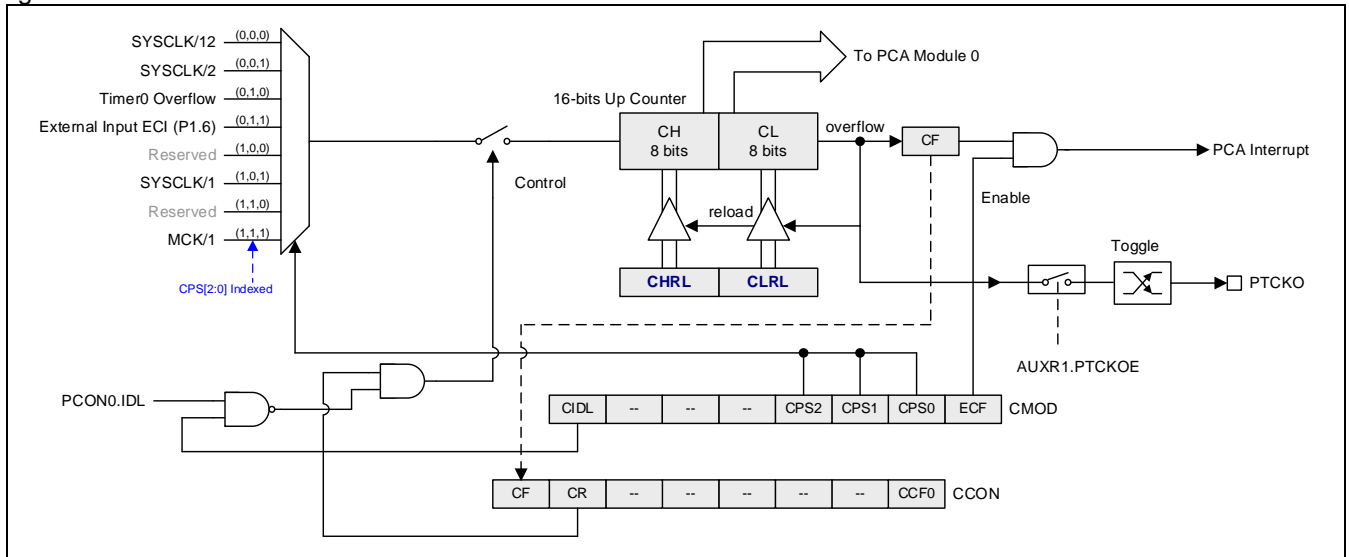 SYSCLK/12 (0,0,0)
SYSCLK/2 (0,0,1)
Timer0 Overflow (0,1,0)
External Input ECI (P1.6) (0,1,1)
Reserved (1,0,0)
SYSCLK/1 (1,0,1)
Reserved (1,1,0)
MCK/1 (1,1,1)
CPS[2:0] Indexed
Control
To PCA Module 0
16-bits Up Counter
CH
8 bits
CL
8 bits
overflow
CF
PCA Interrupt
Enable
reload
CHRL
CLRL
Toggle
PTCKO
AUXR1.PTCKOE
PCON0.IDL
CIDL -- -- -- CPS2 CPS1 CPS0 ECF CMOD
CF CR -- -- -- -- -- CCF0 CCON